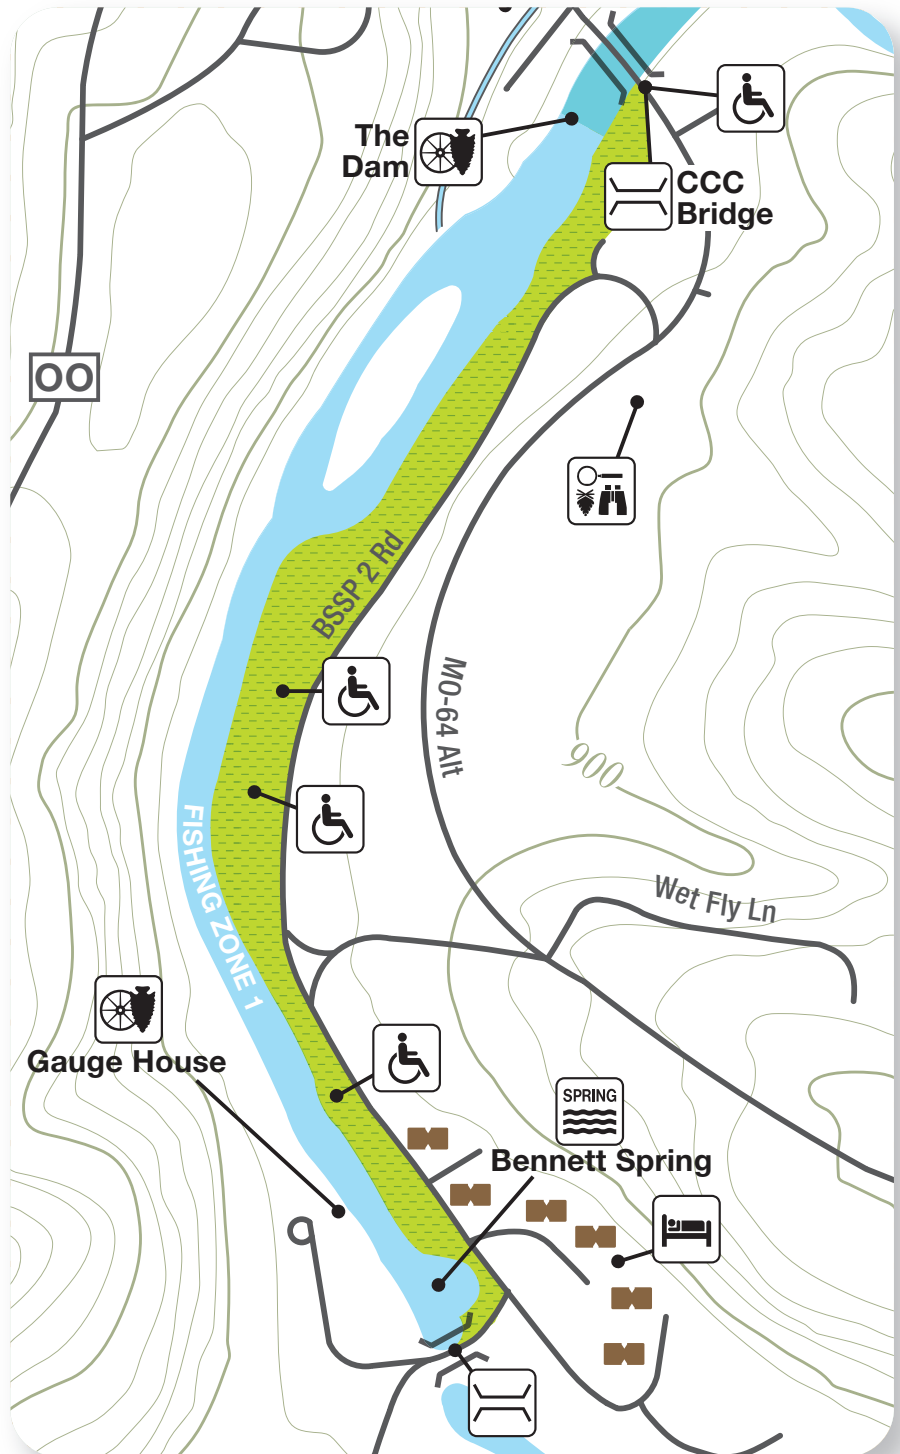 The
Dam
CCC
Bridge
OO
BSSP 2 Rd
MO-64 Alt
900
FISHING ZONE 1
Wet Fly Ln
Gauge House
SPRING
Bennett Spring